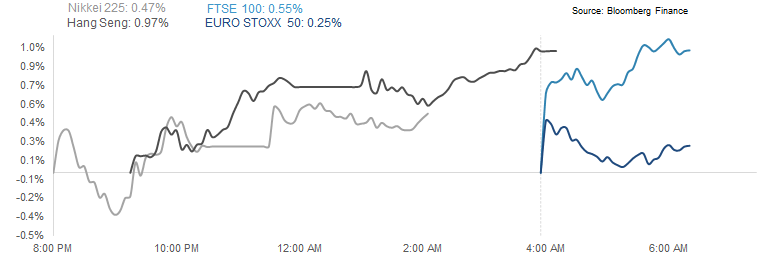 Nikkei 225: 0.47%
FTSE 100: 0.55%
Source: Bloomberg Finance
Hang Seng: 0.97%
EURO STOXX 50: 0.25%
1.0%
0.9%
0.7%
0.6%
0.4%
0.3%
0.1%
-0.1%
-0.2%
-0.4%
-0.5%
8:00 PM
10:00 PM
12:00 AM
2:00 AM
4:00 AM
6:00 AM